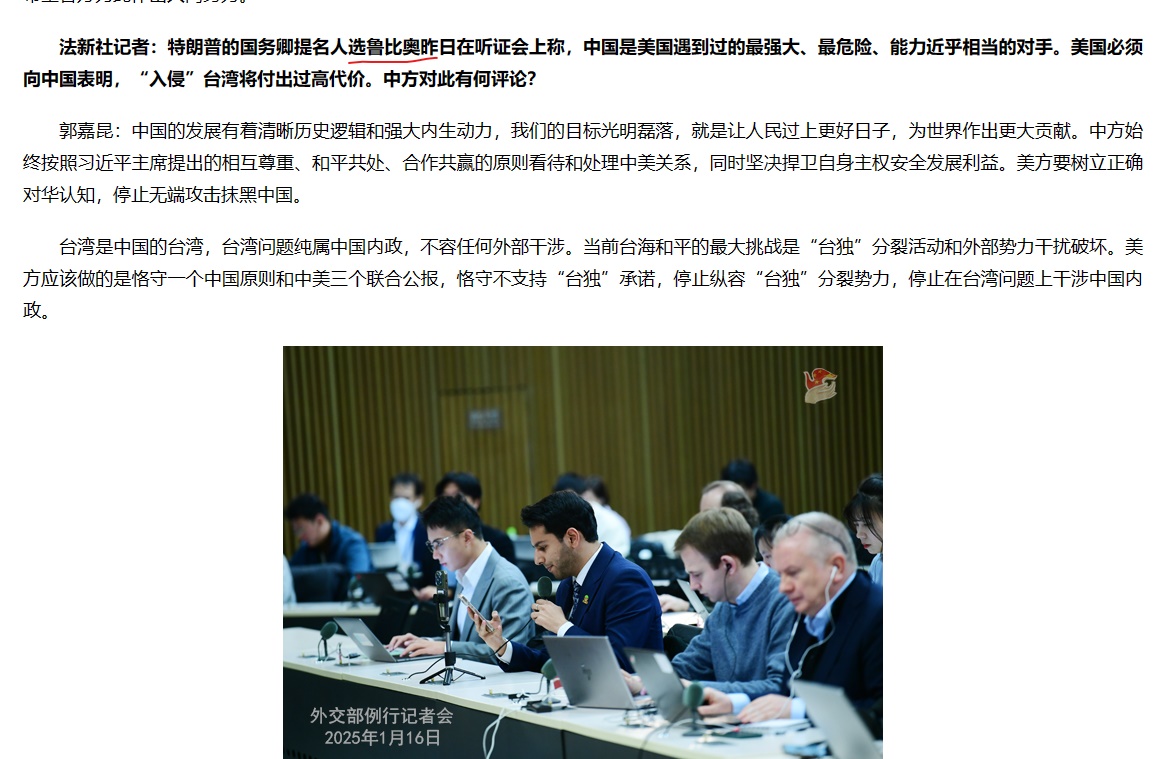 法新社记者：特朗普的国务卿提名人选鲁比奥昨日在听证会上称，中国是美国遇到过的最强大、最危险、能力近乎相当的对手。美国必须
向中国表明，“入侵”台湾将付出过高代价。中方对此有何评论？
郭嘉昆：中国的发展有着清晰历史逻辑和强大内生动力，我们的目标光明磊落，就是让人民过上更好日子，为世界作出更大贡献。中方始
终按照习近平主席提出的相互尊重、和平共处、合作共赢的原则看待和处理中美关系，同时坚决捍卫自身主权安全发展利益。美方要树立正确
对华认知，停止无端攻击抹黑中国。
台湾是中国的台湾，台湾问题纯属中国内政，不容任何外部干涉。当前台海和平的最大挑战是“台独”分裂活动和外部势力干扰破坏。美
方应该做的是恪守一个中国原则和中美三个联合公报，恪守不支持“台独”承诺，停止纵容“台独”分裂势力，停止在台湾问题上干涉中国内
政。
外交部例行记者会
2025年1月16日